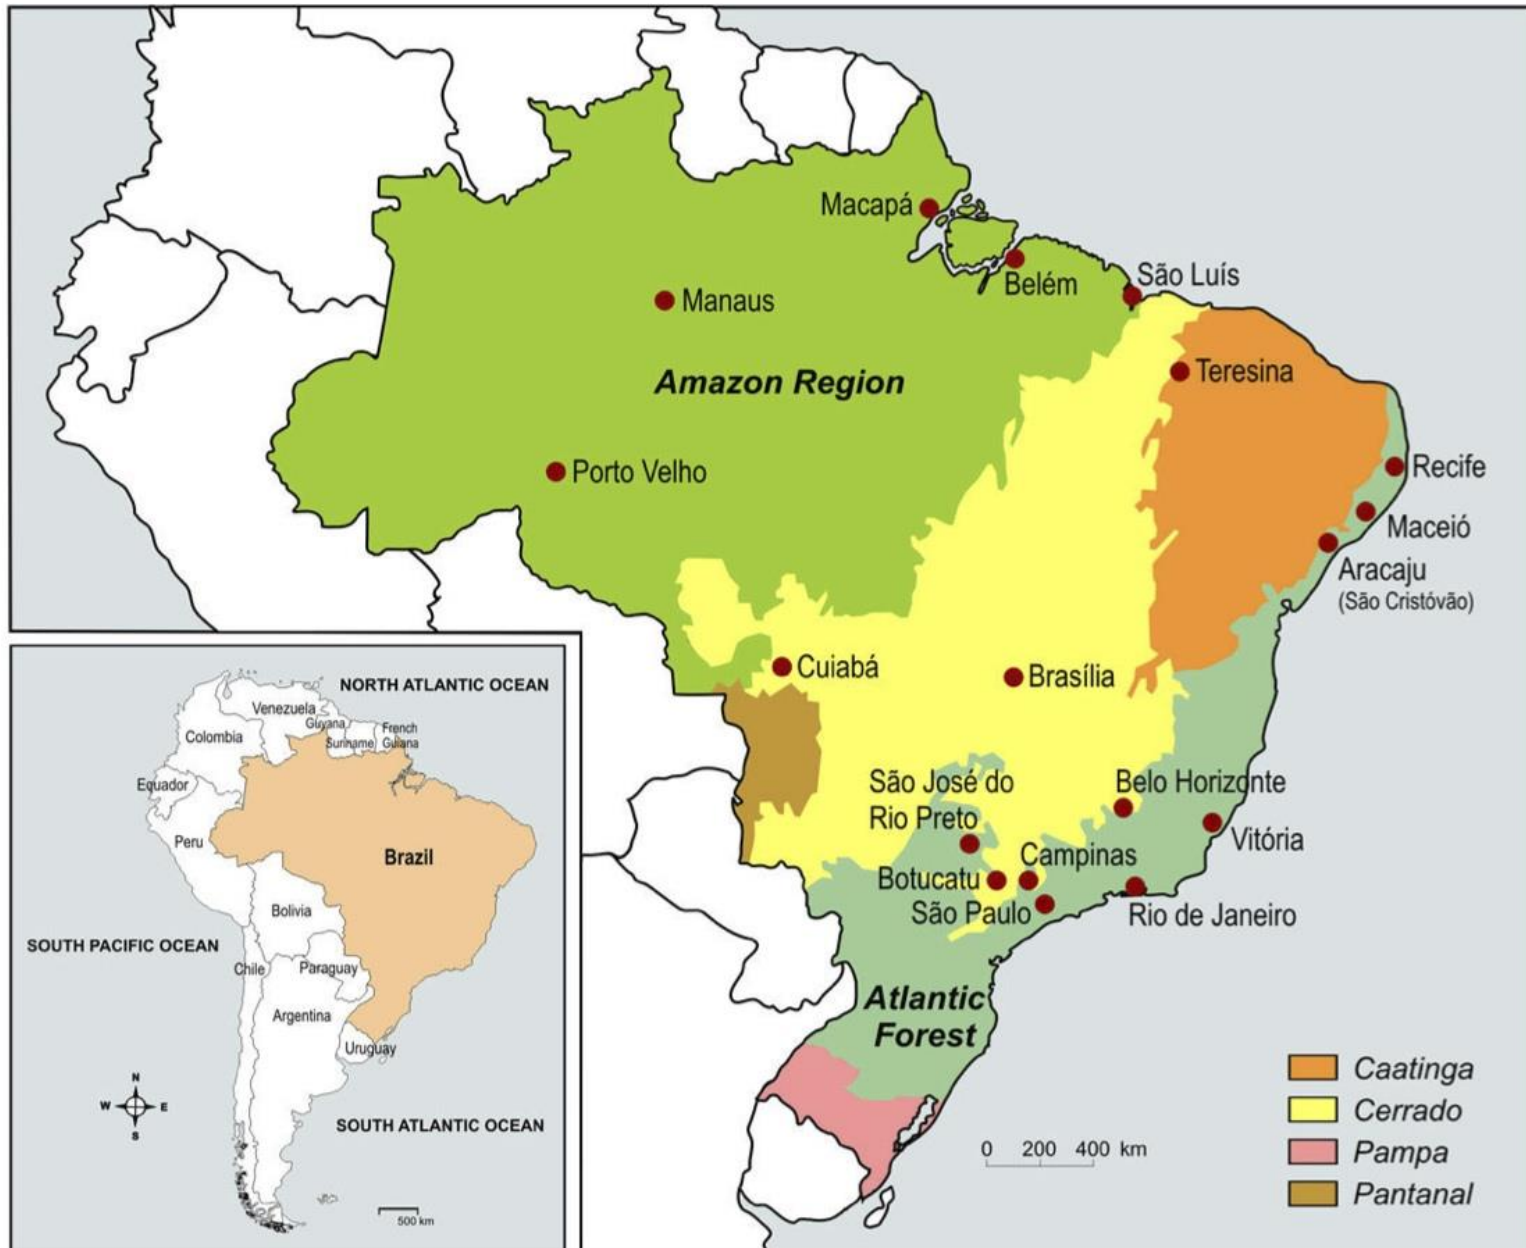 Macapá
Belém
São Luís
Manaus
Amazon Region
Teresina
Porto Velho
Recife
Maceió
Aracaju
(São Cristóvão)
Cuiabá
Brasília
São José do
Rio Preto
Belo Horizonte
Vitória
Campinas
Botucatu
São Paulo
Rio de Janeiro
Atlantic
Forest
Caatinga
Cerrado
Pampa
Pantanal
0 200 400 km
NORTH ATLANTIC OCEAN
Venezuela
Guyana
French
Guiana
Suriname
Colombia
Equador
Peru
Brazil
Bolivia
SOUTH PACIFIC OCEAN
Chile
Paraguay
Argentina
Uruguay
N
W
E
S
SOUTH ATLANTIC OCEAN
500 km